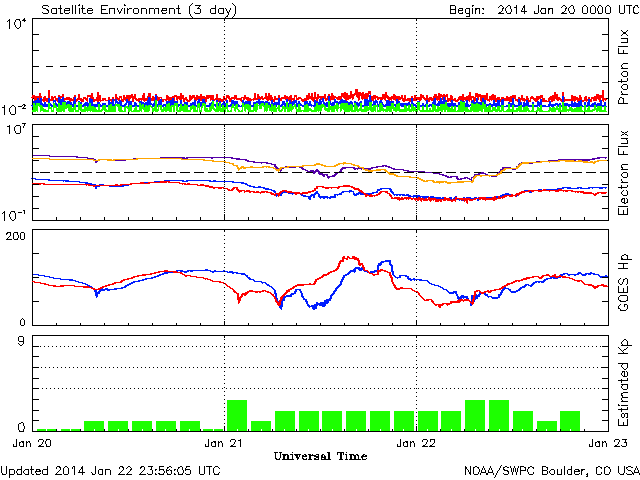 Satellite Environment (3 day)
Begin: 2014 Jan 20 0000 UTC
10^4
10^-2
Proton Flux
10^7
10^-1
Electron Flux
200
0
GOES Hp
9
0
Estimated Kp
Jan 20
Jan 21
Jan 22
Jan 23
Universal Time
Updated 2014 Jan 22 23:56:05 UTC
NOAA/SWPC Boulder, CO USA